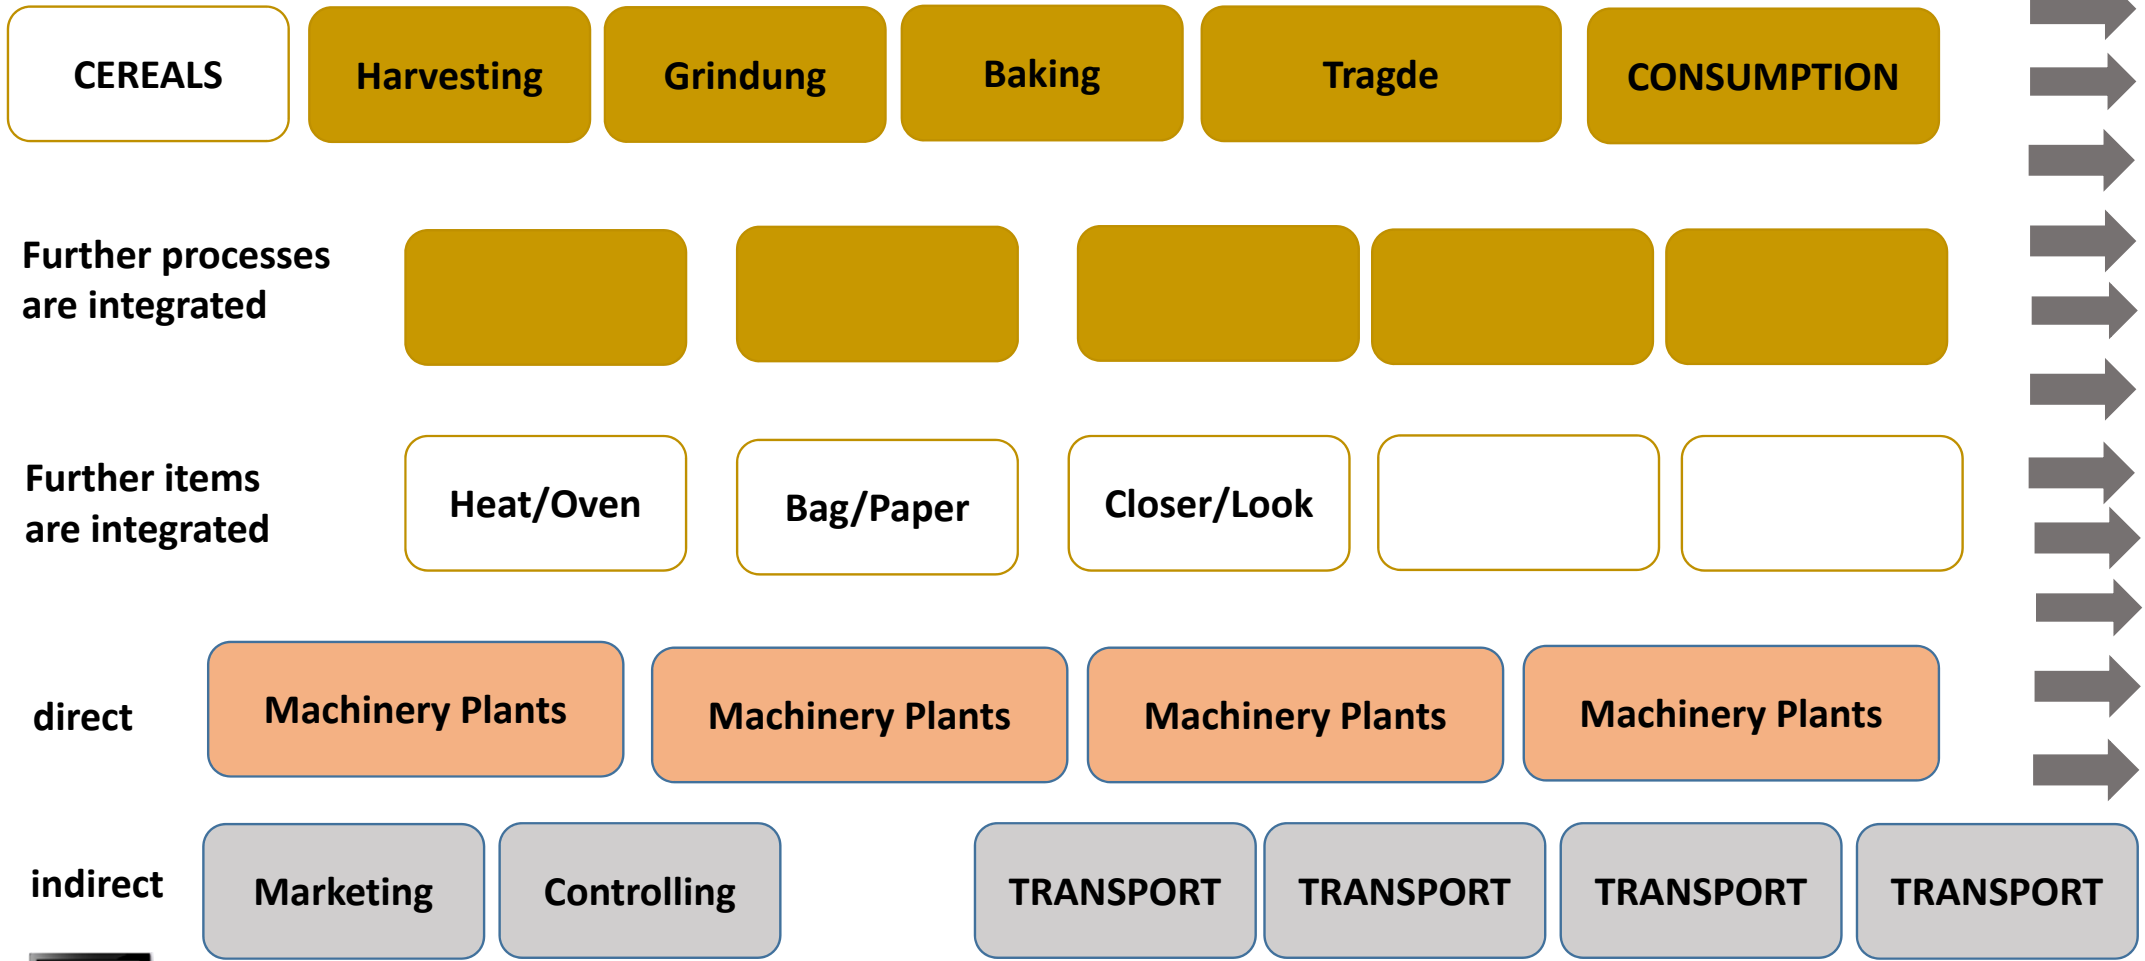 CEREALS
Harvesting
Grindung
Baking
Tragde
CONSUMPTION
Further processes
are integrated
Further items
are integrated
Heat/Oven
Bag/Paper
Closer/Look
direct
Machinery Plants
Machinery Plants
Machinery Plants
Machinery Plants
indirect
Marketing
Controlling
TRANSPORT
TRANSPORT
TRANSPORT
TRANSPORT